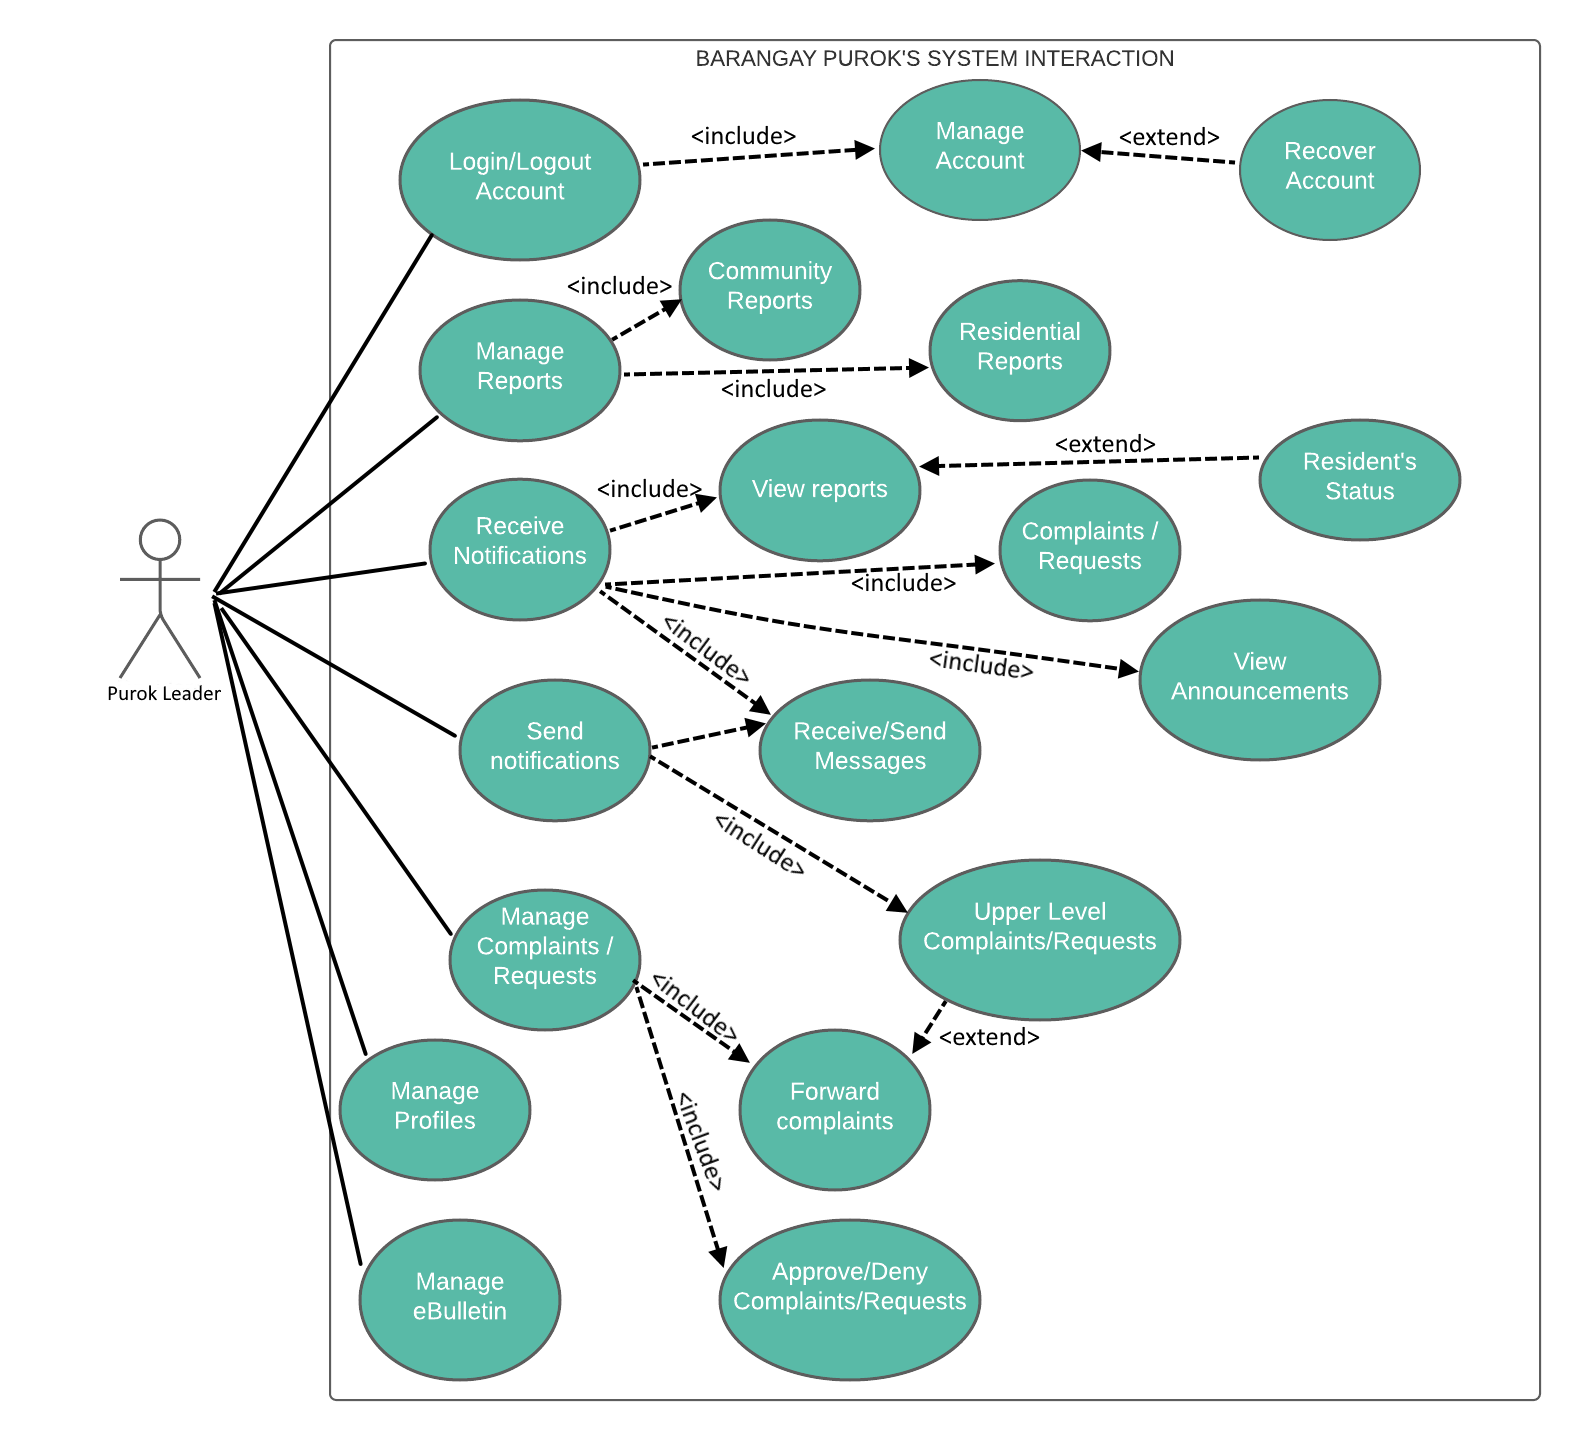 BARANGAY PUROK'S SYSTEM INTERACTION
Login/Logout
Account
<include>
Manage
Account
<extend>
Recover
Account
<include>
Community
Reports
Manage
Reports
<include>
Residential
Reports
Receive
Notifications
<include>
View reports
<extend>
Resident's
Status
<include>
Complaints /
Requests
<include>
View
Announcements
<include>
Purok Leader
Send
notifications
Receive/Send
Messages
<include>
Upper Level
Complaints/Requests
Manage
Complaints /
Requests
<include>
<extend>
Forward
complaints
<include>
Manage
Profiles
Approve/Deny
Complaints/Requests
Manage
eBulletin